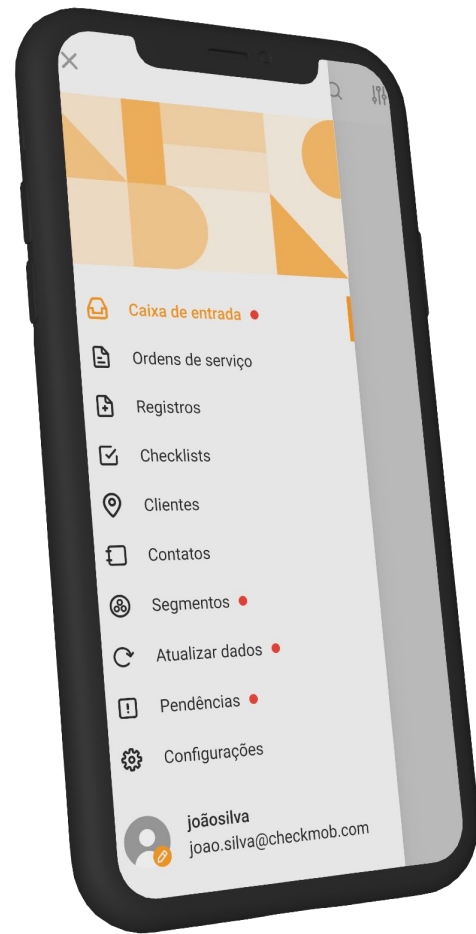 Caixa de entrada
Ordens de serviço
Registros
Checklists
Clientes
Contatos
Segmentos
Atualizar dados
Pendências
Configurações
joãosilva
joao.silva@checkmob.com